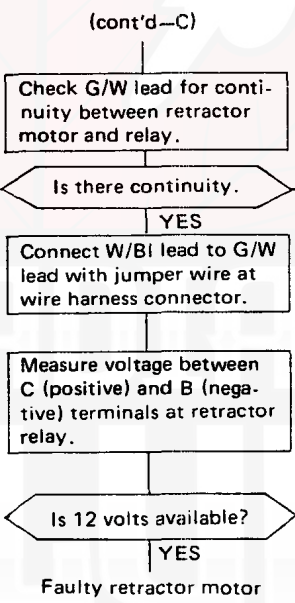 (cont'd—C)
Check G/W lead for conti-
nuity between retractor
motor and relay.
Is there continuity.
YES
Connect W/Bl lead to G/W
lead with jumper wire at
wire harness connector.
Measure voltage between
C (positive) and B (nega-
tive) terminals at retractor
relay.
Is 12 volts available?
YES
Faulty retractor motor